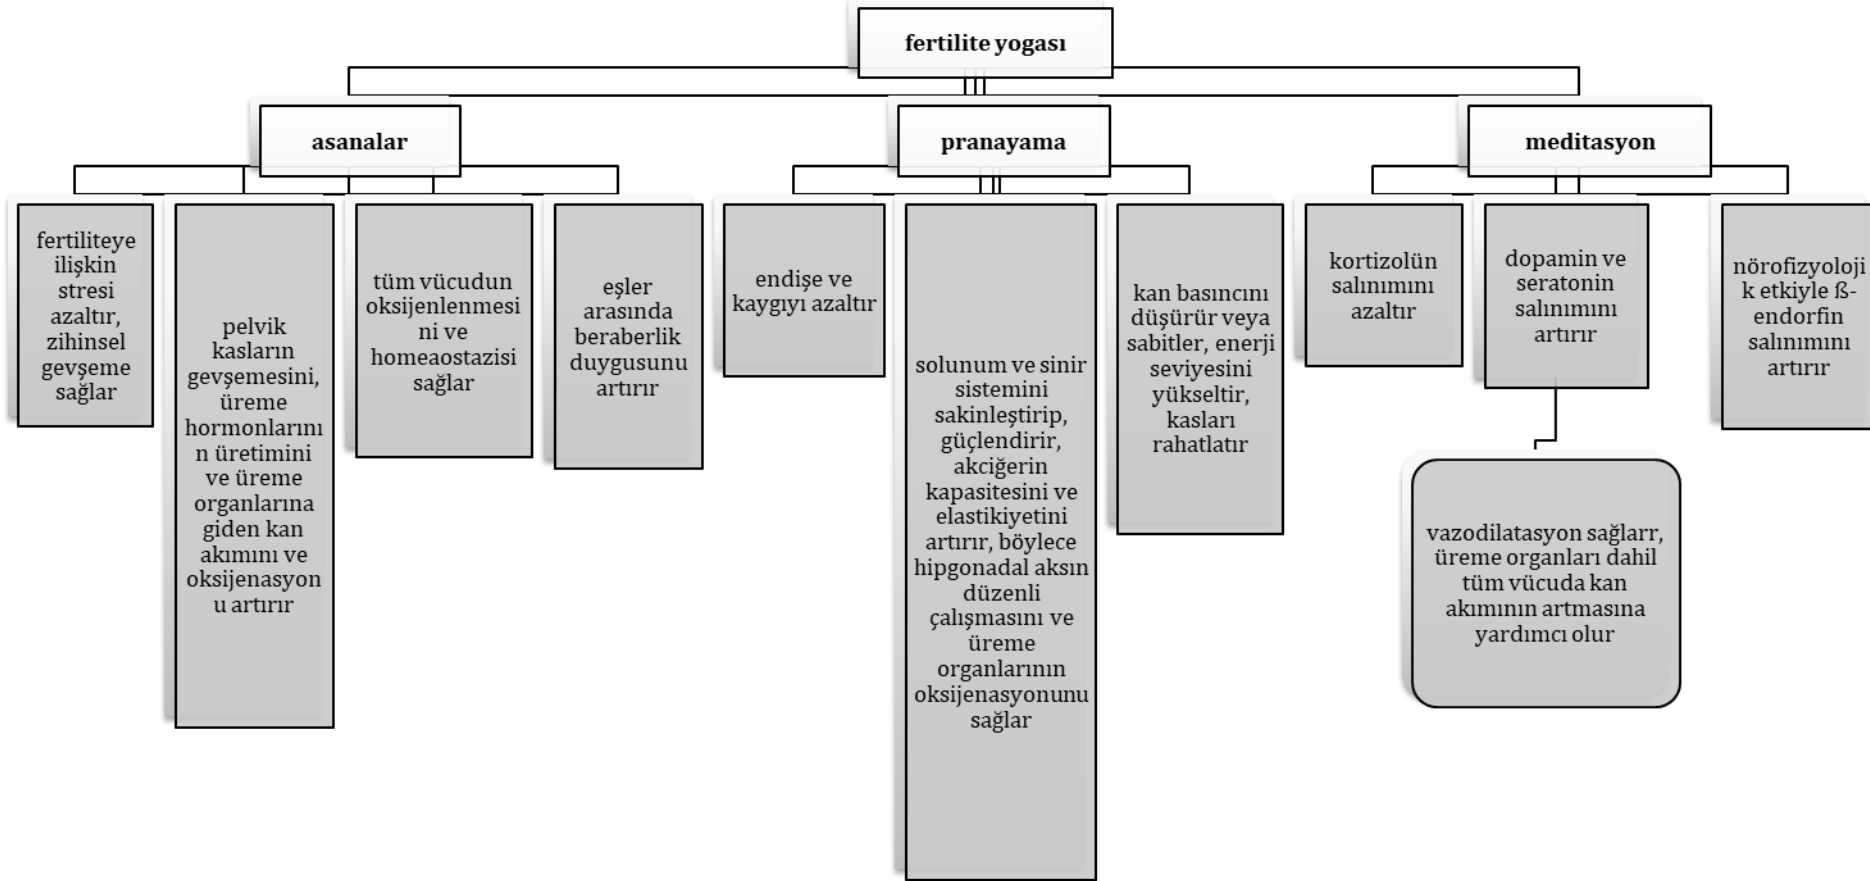 fertilite yogası
asanalar
pranayama
meditasyon
fertiliteye
ilişkin
stresi
azaltır,
zihinsel
gevşeme
sağlar
pelvik
kasların
gevşemesini,
üreme
hormonlarını
n üretimini
ve üreme
organlarına
giden kan
akımını ve
oksijenasyon
u artırır
tüm vücudun
oksijenlenmesi
ni ve
homeaostazisi
sağlar
eşler
arasında
beraberlik
duygusunu
artırır
endişe ve
kaygıyı azaltır
solunum ve sinir
sistemini
sakinleştirip,
güçlendirir,
akciğerin
kapasitesini ve
elastikiyetini
artırır, böylece
hipgonadal aksın
düzenli
çalışmasını ve
üreme
organlarının
oksijenasyonunu
sağlar
kan basıncını
düşürür veya
sabitler, enerji
seviyesini
yükseltir,
kasları
rahatlatır
kortizolün
salınımını
azaltır
dopamin ve
seratonin
salınımını
artırır
nörofizyoloji
k etkiyle ß-
endorfin
salınımını
artırır
vazodilatasyon sağlarr,
üreme organları dahil
tüm vücuda kan
akımının artmasına
yardımcı olur